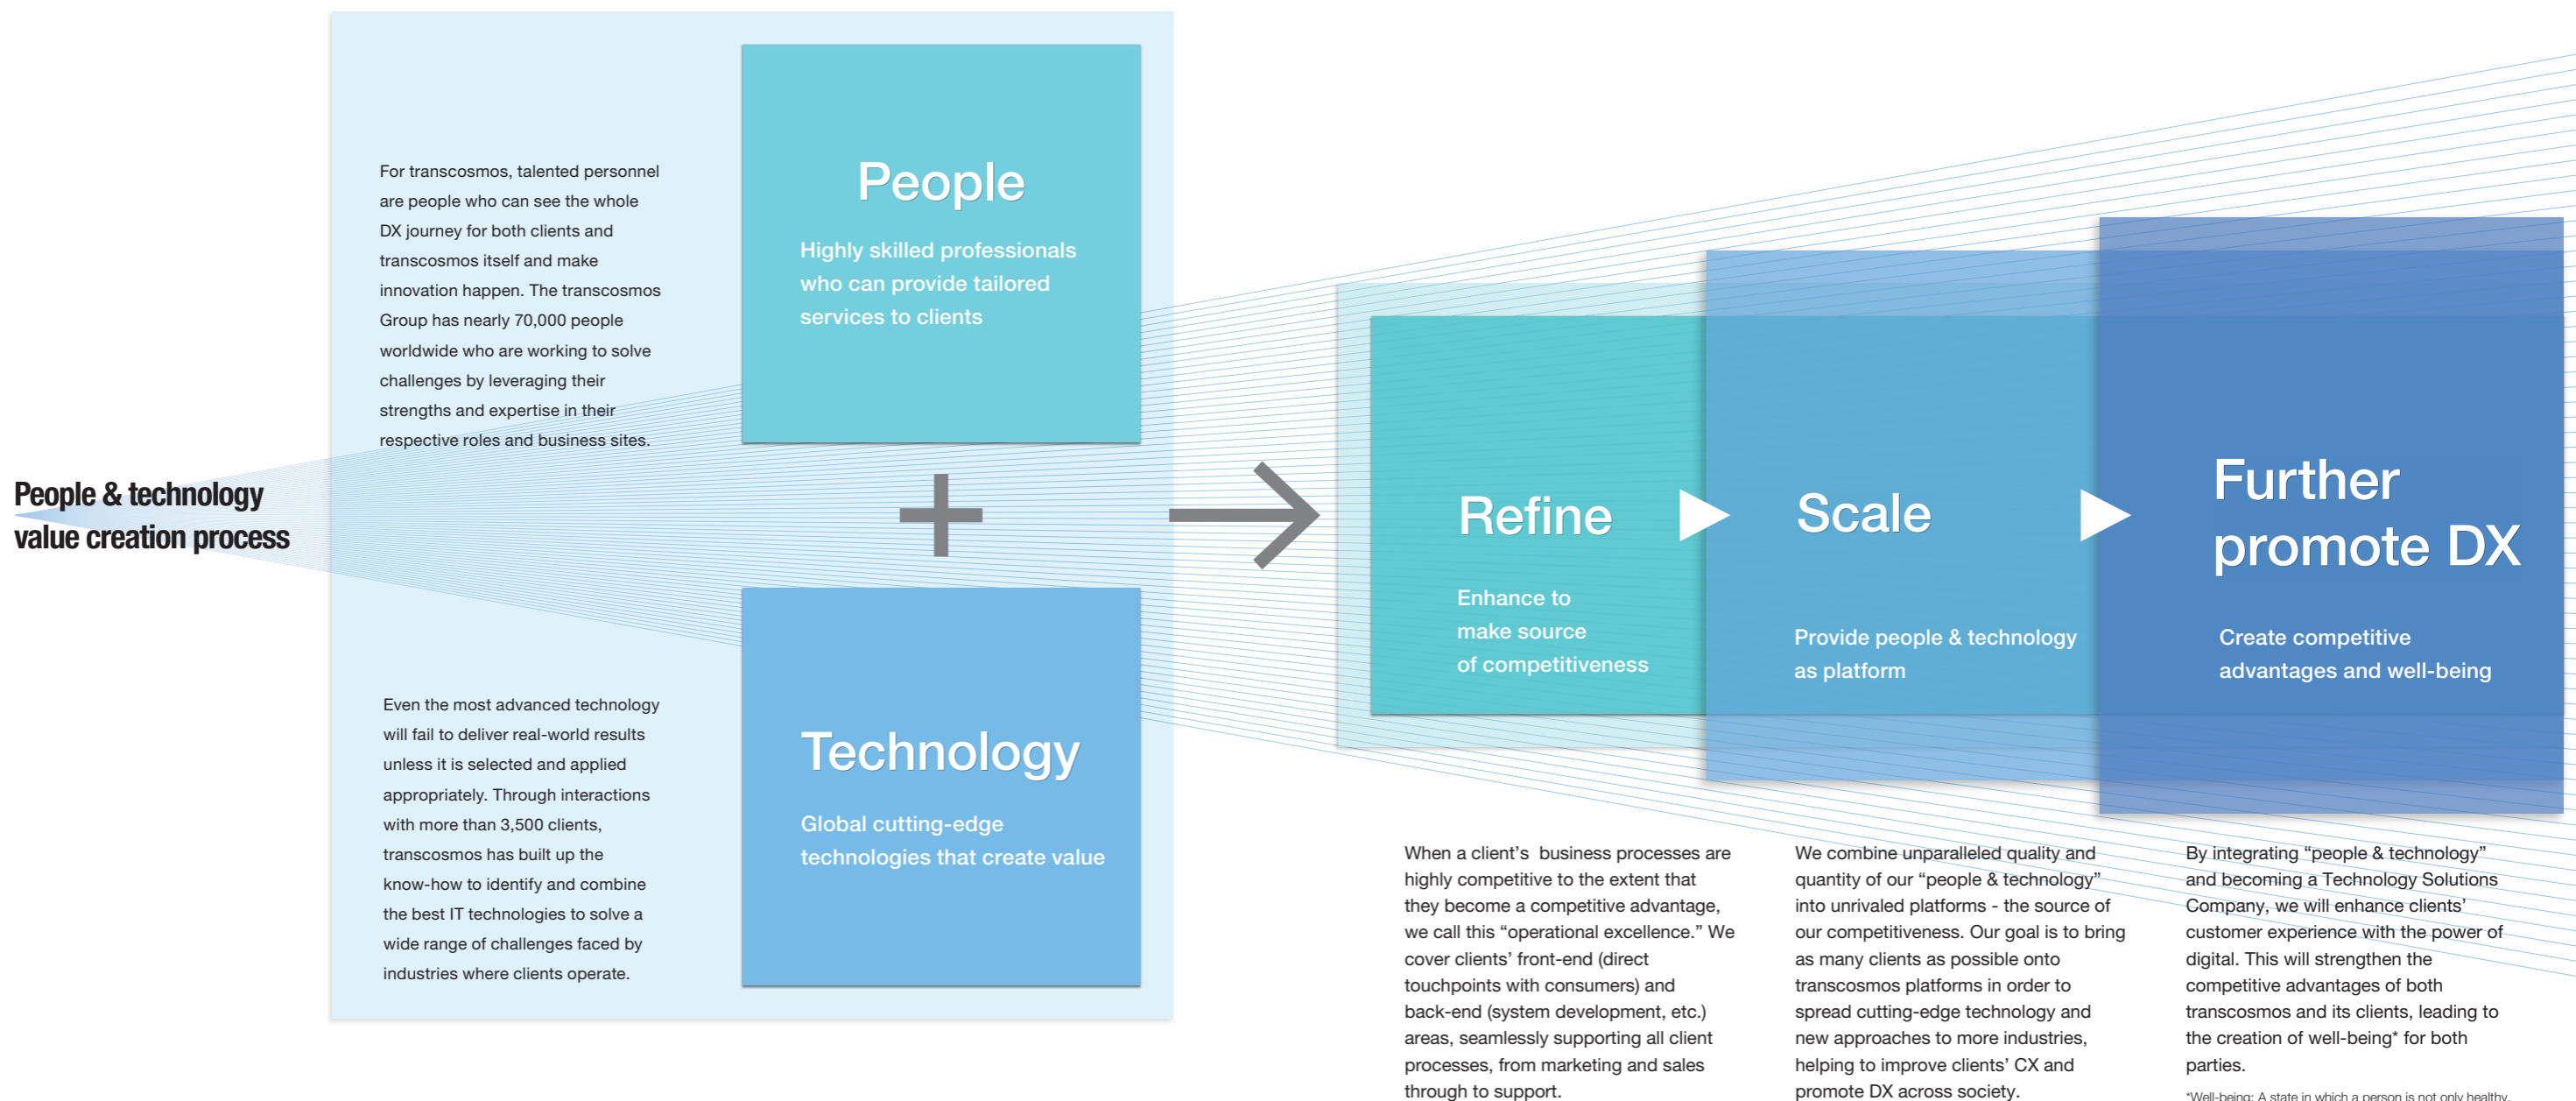 People & technology
value creation process
For transcosmos, talented personnel
are people who can see the whole
DX journey for both clients and
transcosmos itself and make
innovation happen. The transcosmos
Group has nearly 70,000 people
worldwide who are working to solve
challenges by leveraging their
strengths and expertise in their
respective roles and business sites.
People
Highly skilled professionals
who can provide tailored
services to clients
Even the most advanced technology
will fail to deliver real-world results
unless it is selected and applied
appropriately. Through interactions
with more than 3,500 clients,
transcosmos has built up the
know-how to identify and combine
the best IT technologies to solve a
wide range of challenges faced by
industries where clients operate.
Technology
Global cutting-edge
technologies that create value
Refine
Enhance to
make source
of competitiveness
Scale
Provide people & technology
as platform
Further
promote DX
Create competitive
advantages and well-being
When a client's  business processes are
highly competitive to the extent that
they become a competitive advantage,
we call this “operational excellence.” We
cover clients’ front-end (direct
touchpoints with consumers) and
back-end (system development, etc.)
areas, seamlessly supporting all client
processes, from marketing and sales
through to support.
We combine unparalleled quality and
quantity of our “people & technology”
into unrivaled platforms - the source of
our competitiveness. Our goal is to bring
as many clients as possible onto
transcosmos platforms in order to
spread cutting-edge technology and
new approaches to more industries,
helping to improve clients’ CX and
promote DX across society.
By integrating “people & technology”
and becoming a Technology Solutions
Company, we will enhance clients’
customer experience with the power of
digital. This will strengthen the
competitive advantages of both
transcosmos and its clients, leading to
the creation of well-being* for both
parties.
*Well-being: A state in which a person is not only healthy,